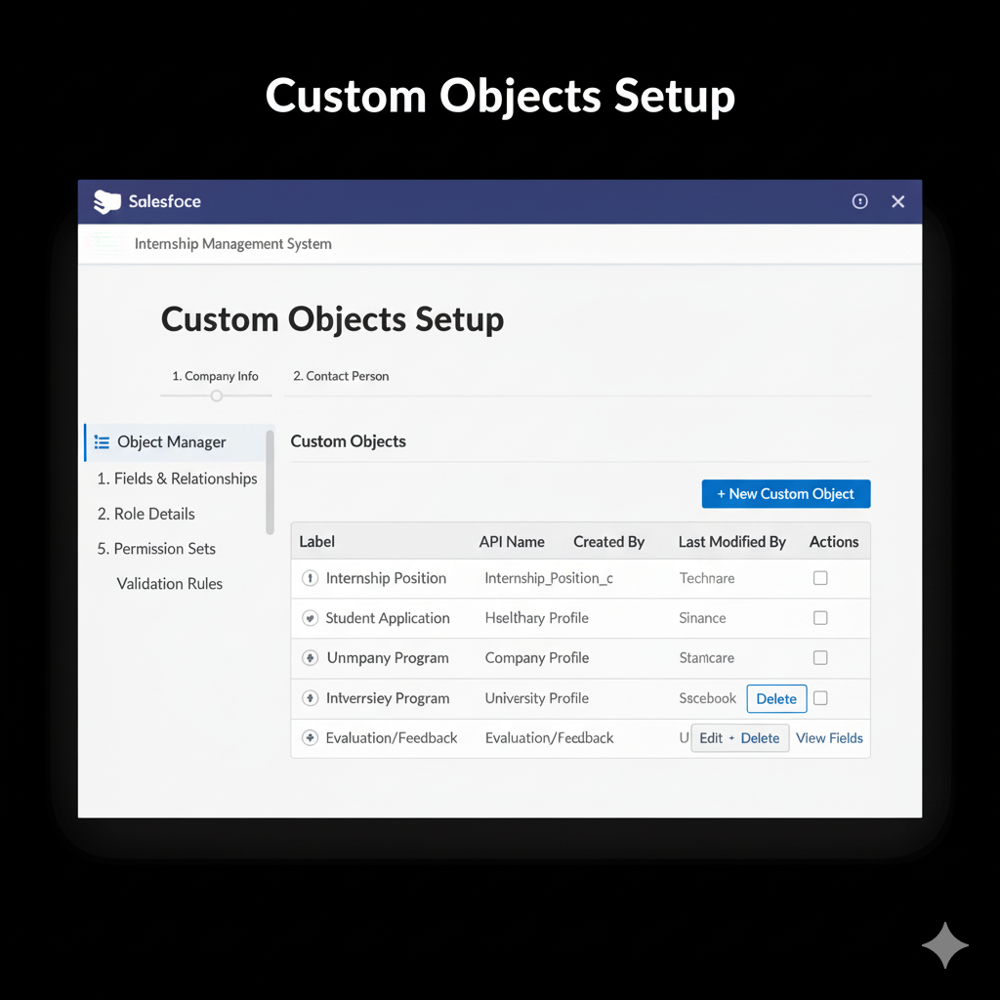 Custom Objects Setup
Salesfoce
Internship Management System
Custom Objects Setup
1. Company Info 2. Contact Person
Object Manager
1. Fields & Relationships
2. Role Details
5. Permission Sets
Validation Rules
Custom Objects
+ New Custom Object
Label API Name Created By Last Modified By Actions
Internship Position Internship_Position_c Technare
Student Application Hselthary Profile Sinance
Unmpany Program Company Profile Stamcare
Intverrsiey Program University Profile Sscebook Delete
Evaluation/Feedback Evaluation/Feedback U Edit - Delete View Fields